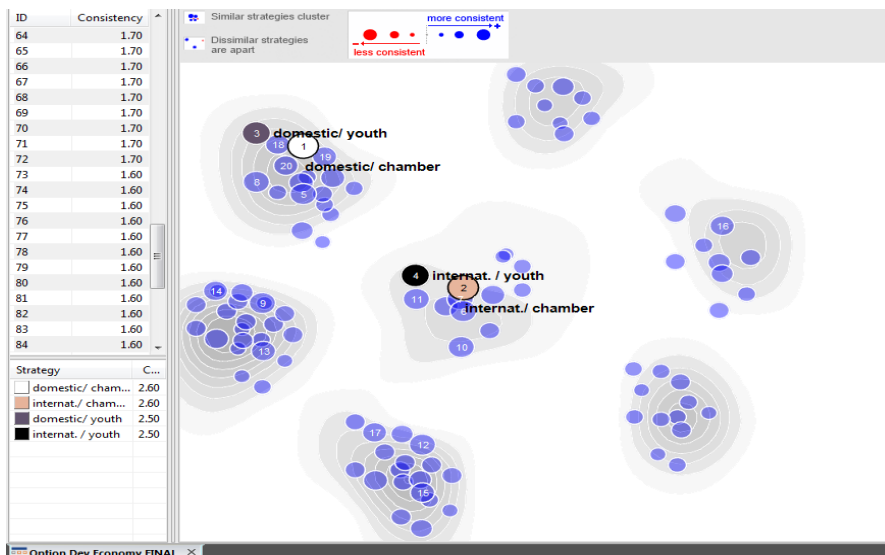 ID Consistency
64 1.70
65 1.70
66 1.70
67 1.70
68 1.70
69 1.70
70 1.70
71 1.70
72 1.70
73 1.60
74 1.60
75 1.60
76 1.60
77 1.60
78 1.60
79 1.60
80 1.60
81 1.60
82 1.60
83 1.60
84 1.60
Strategy C...
domestic/ cham... 2.60
internat./ cham... 2.60
domestic/ youth 2.50
internat. / youth 2.50
Similar strategies cluster
Dissimilar strategies
are apart
more consistent
+
-
less consistent
3 domestic/ youth
18 1
19
20 domestic/ chamber
8 5
16
4 internat. / youth
2
11
6 internat./ chamber
10
14 9
13
17 12
15
Option Dev Economy FINAL